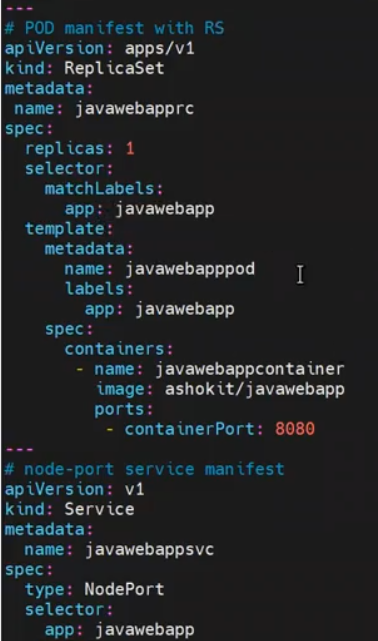 ---
# POD manifest with RS
apiVersion: apps/v1
kind: ReplicaSet
metadata:
 name: javawebapprc
spec:
  replicas: 1
  selector:
    matchLabels:
      app: javawebapp
  template:
    metadata:
      name: javawebapppod
      labels:
        app: javawebapp
    spec:
      containers:
       - name: javawebappcontainer
         image: ashokit/javawebapp
         ports:
          - containerPort: 8080
---
# node-port service manifest
apiVersion: v1
kind: Service
metadata:
  name: javawebappsvc
spec:
  type: NodePort
  selector:
    app: javawebapp